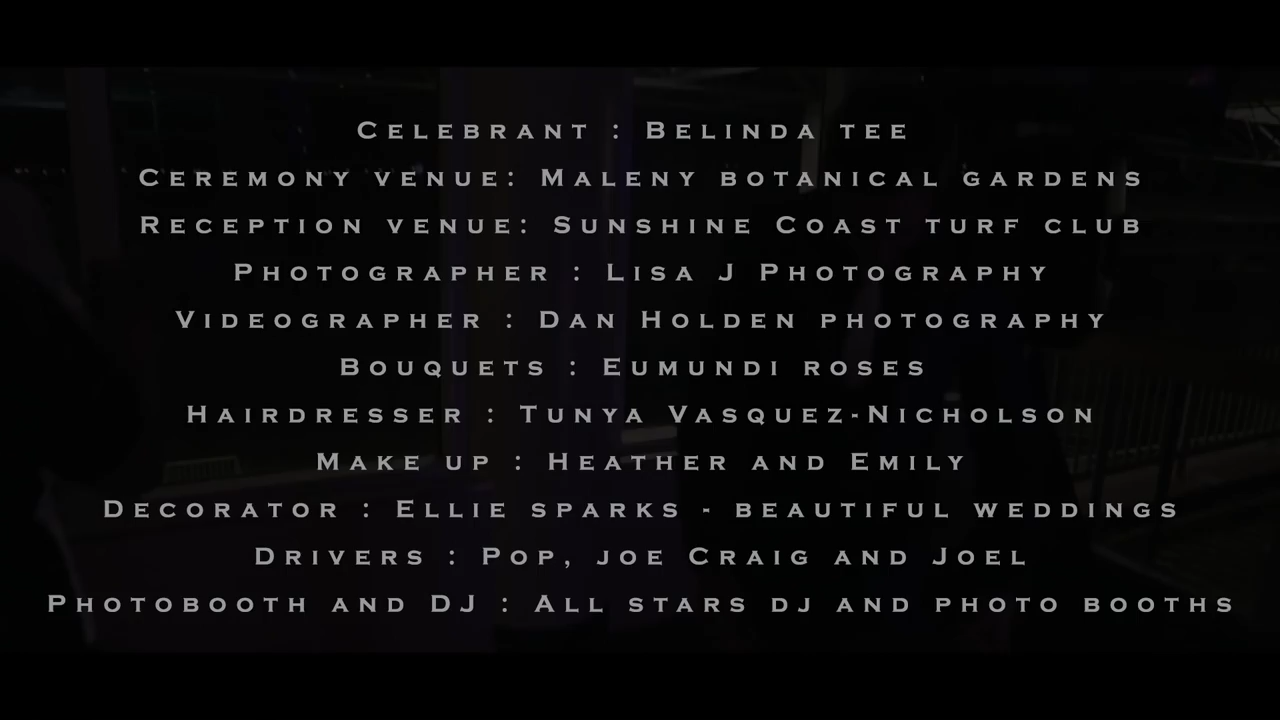 Celebrant : Belinda tee
Ceremony venue: Maleny botanical gardens
Reception venue: Sunshine Coast turf club
Photographer : Lisa J Photography
Videographer : Dan Holden photography
Bouquets : Eumundi roses
Hairdresser : Tunya Vasquez-Nicholson
Make up : Heather and Emily
Decorator : Ellie sparks - beautiful weddings
Drivers : Pop, joe Craig and Joel
Photobooth and DJ : All stars dj and photo booths